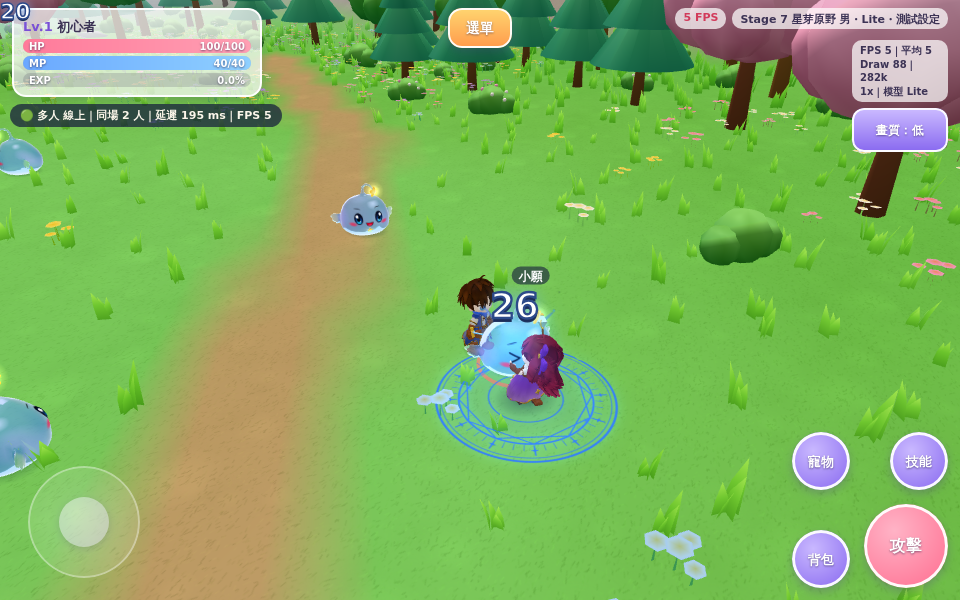 20
Lv.1 初心者
HP 100/100
MP 40/40
EXP 0.0%
多人 線上 | 同場 2 人 | 延遲 195 ms | FPS 5
選單
5 FPS
Stage 7 星芽原野 男・Lite・測試設定
FPS 5 | 平均 5
Draw 88 |
282k
1x | 模型 Lite
畫質：低
小願
26
寵物
技能
背包
攻擊